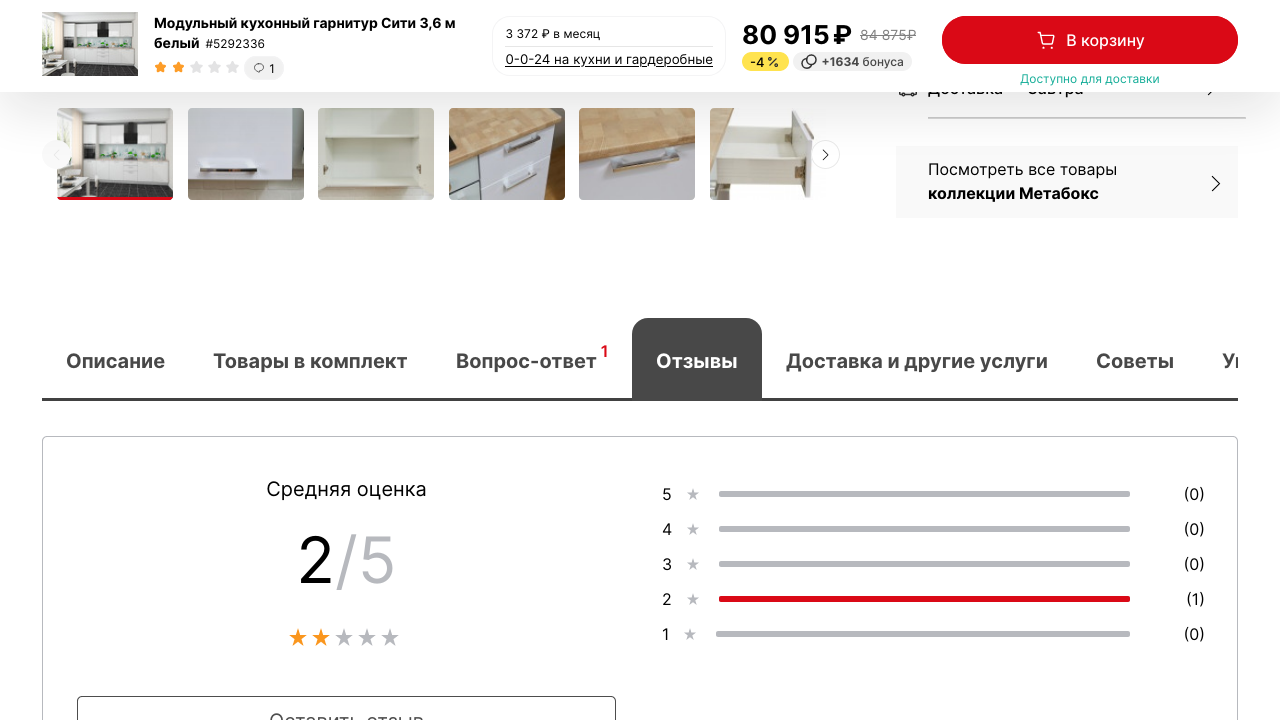 Модульный кухонный гарнитур Сити 3,6 м
белый #5292336
1
3 372 ₽ в месяц
0-0-24 на кухни и гардеробные
80 915 ₽ 84 875₽
-4 % +1634 бонуса
В корзину
Доступно для доставки
Доставка Завтра
Посмотреть все товары
коллекции Метабокс
Описание Товары в комплект Вопрос-ответ 1 Отзывы Доставка и другие услуги Советы
Средняя оценка
2/5
5 (0)
4 (0)
3 (0)
2 (1)
1 (0)
Оставить отзыв